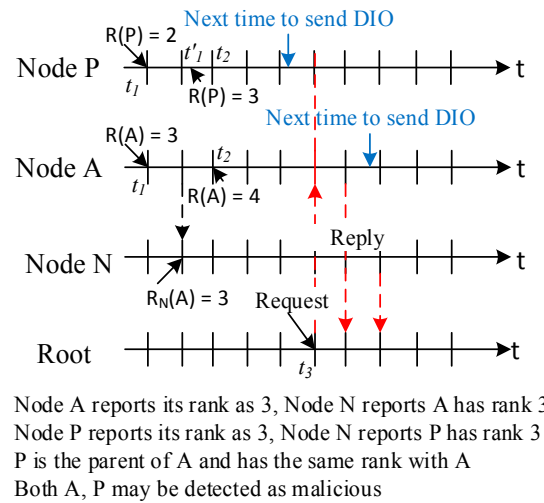 Next time to send DIO
R(P) = 2
t'1 t2
Node P
t
t1
R(P) = 3
Next time to send DIO
R(A) = 3
t2
Node A
t
t1
R(A) = 4
Reply
Node N
t
RN(A) = 3
Request
Root
t
t3
Node A reports its rank as 3, Node N reports A has rank 3
Node P reports its rank as 3, Node N reports P has rank 3
P is the parent of A and has the same rank with A
Both A, P may be detected as malicious